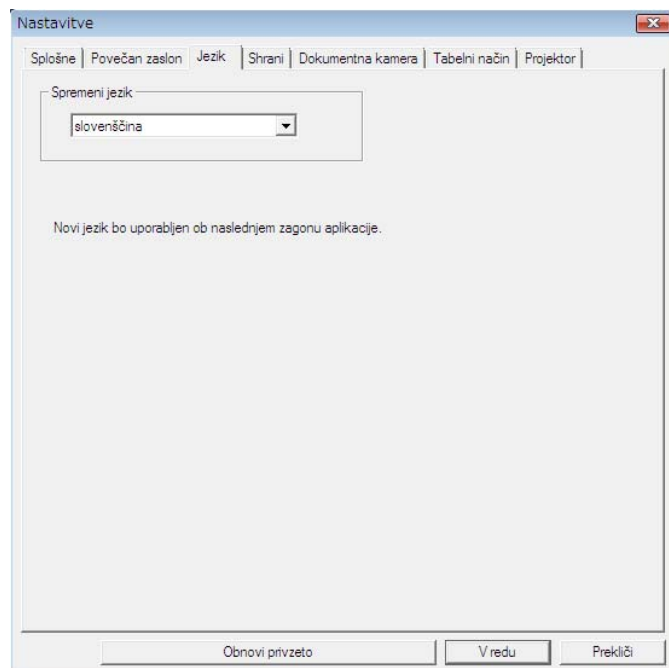 Nastavitve
Splošne Povečan zaslon Jezik Shrani Dokumentna kamera Tabelni način Projektor
Spremeni jezik
slovenščina
Novi jezik bo uporabljen ob naslednjem zagonu aplikacije.
Obnovi privzeto V redu Prekliči